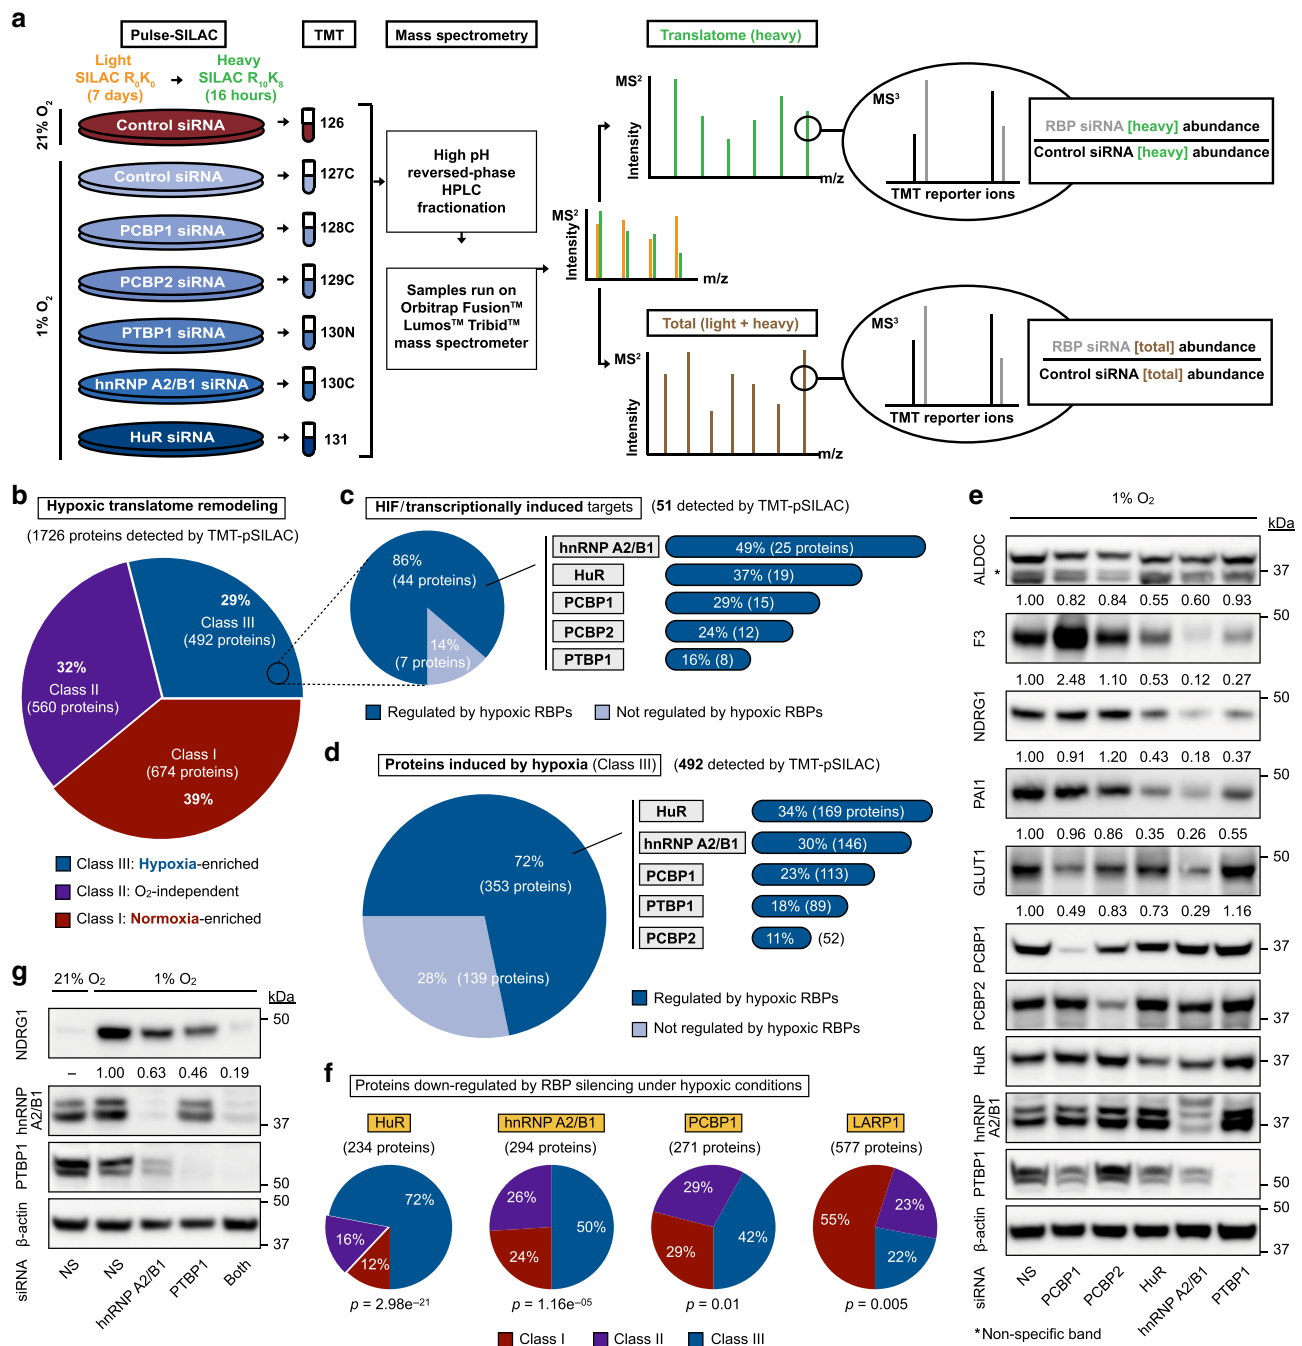 a
Pulse-SILAC
TMT
Mass spectrometry
Translatome (heavy)
Light
SILAC R0K0
(7 days)
Heavy
SILAC R10K8
(16 hours)
21% O2
1% O2
Control siRNA
126
Control siRNA
127C
PCBP1 siRNA
128C
PCBP2 siRNA
129C
PTBP1 siRNA
130N
hnRNP A2/B1 siRNA
130C
HuR siRNA
131
High pH
reversed-phase
HPLC
fractionation
Samples run on
Orbitrap Fusion™
Lumos™ Tribid™
mass spectrometer
MS2
Intensity
m/z
MS2
Intensity
m/z
MS3
TMT reporter ions
RBP siRNA [heavy] abundance
Control siRNA [heavy] abundance
Total (light + heavy)
MS2
Intensity
m/z
MS3
TMT reporter ions
RBP siRNA [total] abundance
Control siRNA [total] abundance
b
Hypoxic translatome remodeling
(1726 proteins detected by TMT-pSILAC)
29%
Class III
(492 proteins)
32%
Class II
(560 proteins)
Class I
(674 proteins)
39%
Class III: Hypoxia-enriched
Class II: O2-independent
Class I: Normoxia-enriched
c
HIF/transcriptionally induced targets
(51 detected by TMT-pSILAC)
86%
(44 proteins)
14%
(7 proteins)
hnRNP A2/B1
49% (25 proteins)
HuR
37% (19)
PCBP1
29% (15)
PCBP2
24% (12)
PTBP1
16% (8)
Regulated by hypoxic RBPs
Not regulated by hypoxic RBPs
d
Proteins induced by hypoxia (Class III)
(492 detected by TMT-pSILAC)
72%
(353 proteins)
28%
(139 proteins)
HuR
34% (169 proteins)
hnRNP A2/B1
30% (146)
PCBP1
23% (113)
PTBP1
18% (89)
PCBP2
11%
(52)
Regulated by hypoxic RBPs
Not regulated by hypoxic RBPs
e
1% O2
kDa
ALDOC
*
37
1.00 0.82 0.84 0.55 0.60 0.93
F3
50
1.00 2.48 1.10 0.53 0.12 0.27
NDRG1
50
1.00 0.91 1.20 0.43 0.18 0.37
PAI1
50
1.00 0.96 0.86 0.35 0.26 0.55
GLUT1
50
1.00 0.49 0.83 0.73 0.29 1.16
PCBP1
37
PCBP2
37
HuR
37
hnRNP
A2/B1
37
PTBP1
50
β-actin
50
37
siRNA
NS
PCBP1
PCBP2
HuR
hnRNP A2/B1
PTBP1
*Non-specific band
f
Proteins down-regulated by RBP silencing under hypoxic conditions
HuR
(234 proteins)
72%
16%
12%
p = 2.98e−21
hnRNP A2/B1
(294 proteins)
26%
50%
24%
p = 1.16e−05
PCBP1
(271 proteins)
29%
42%
29%
p = 0.01
LARP1
(577 proteins)
55%
23%
22%
p = 0.005
Class I
Class II
Class III
g
21% O2
1% O2
kDa
NDRG1
50
– 1.00 0.63 0.46 0.19
hnRNP
A2/B1
37
PTBP1
50
β-actin
50
37
siRNA
NS
NS
hnRNP A2/B1
PTBP1
Both